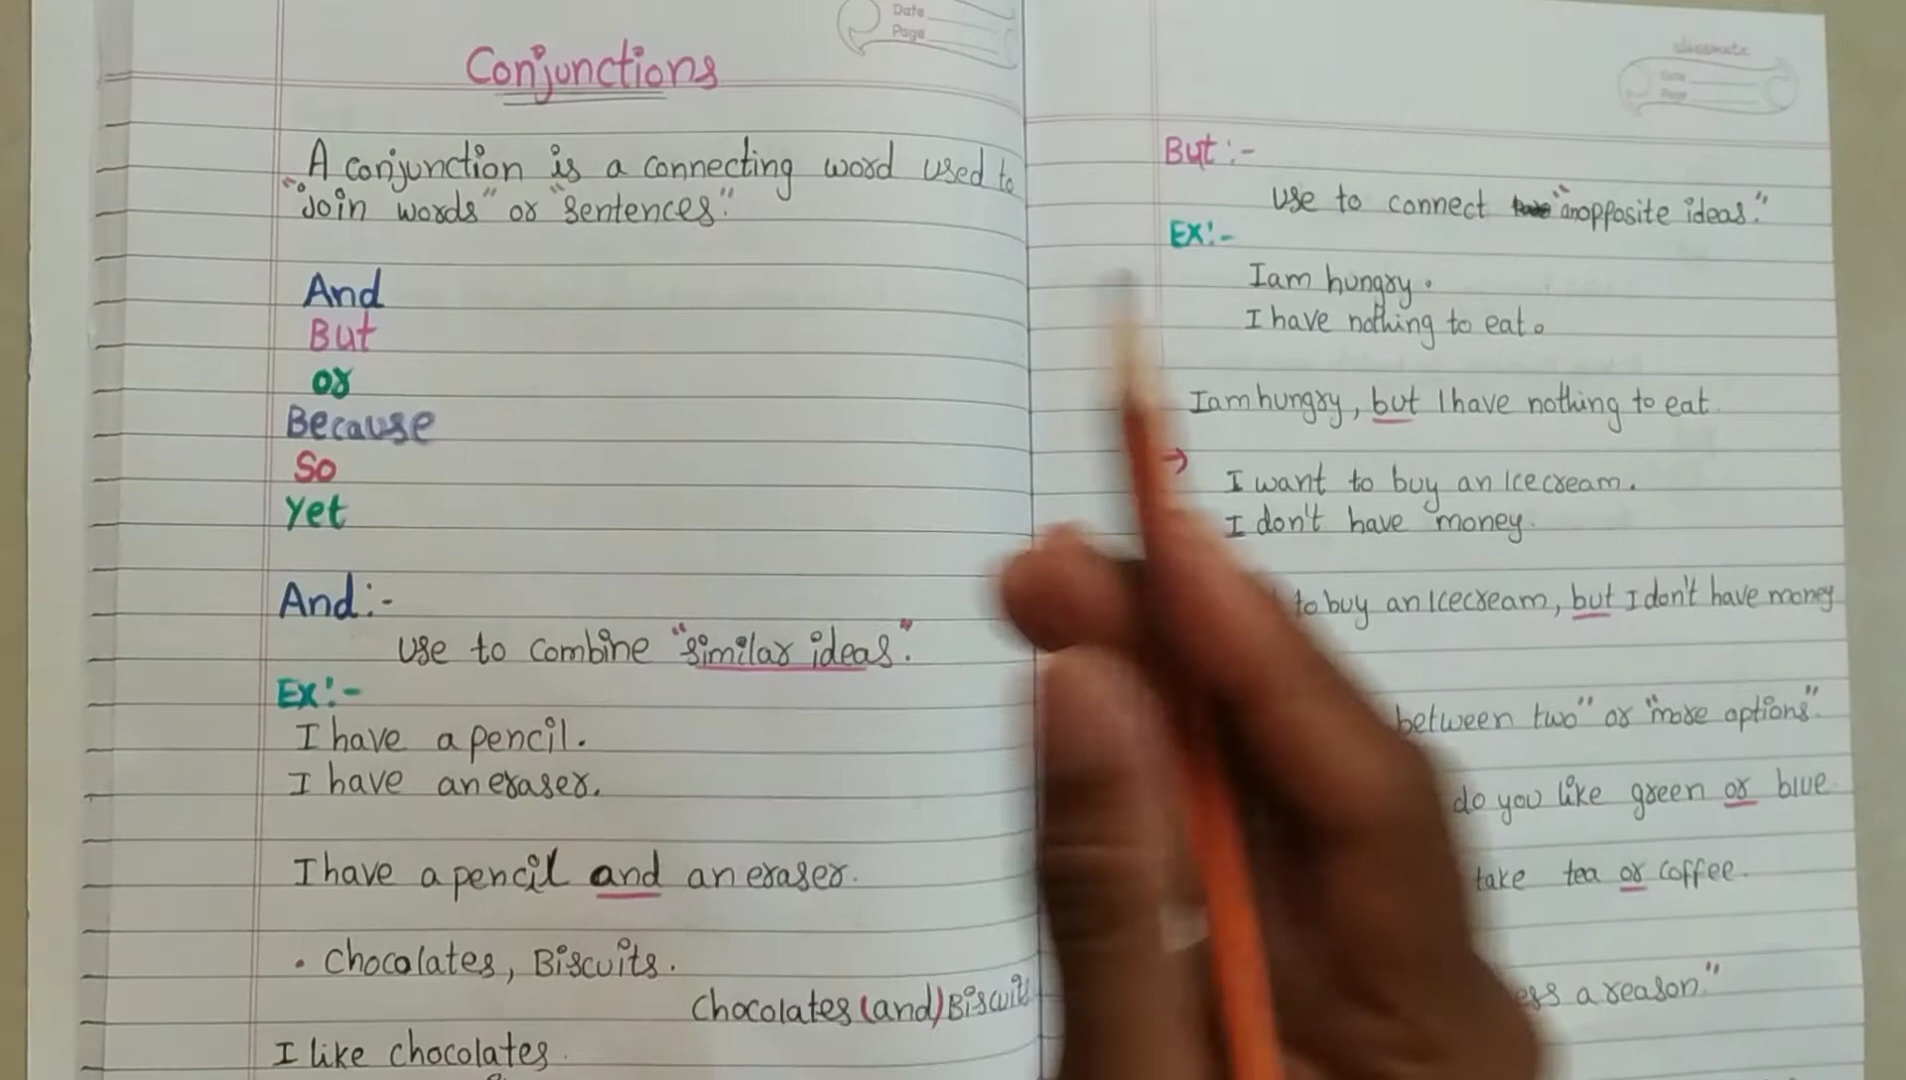 Date
Page
Conjunctions
A conjunction is a connecting word used to
"Join words" or "sentences".
And
But
or
Because
So
Yet
And:-
Use to combine "similar ideas".
Ex:-
I have a pencil.
I have an eraser.
I have a pencil and an eraser.
• Chocolates, Biscuits.
Chocolates (and) Biscuits
I like chocolates.
classmate
Date
Page
But:-
Use to connect "an opposite ideas."
Ex:-
I am hungry.
I have nothing to eat.
I am hungry, but I have nothing to eat.
→ I want to buy an Icecream.
I don't have money.
to buy an Icecream, but I don't have money
between two" or "more options".
do you like green or blue
take tea or coffee.
a reason."